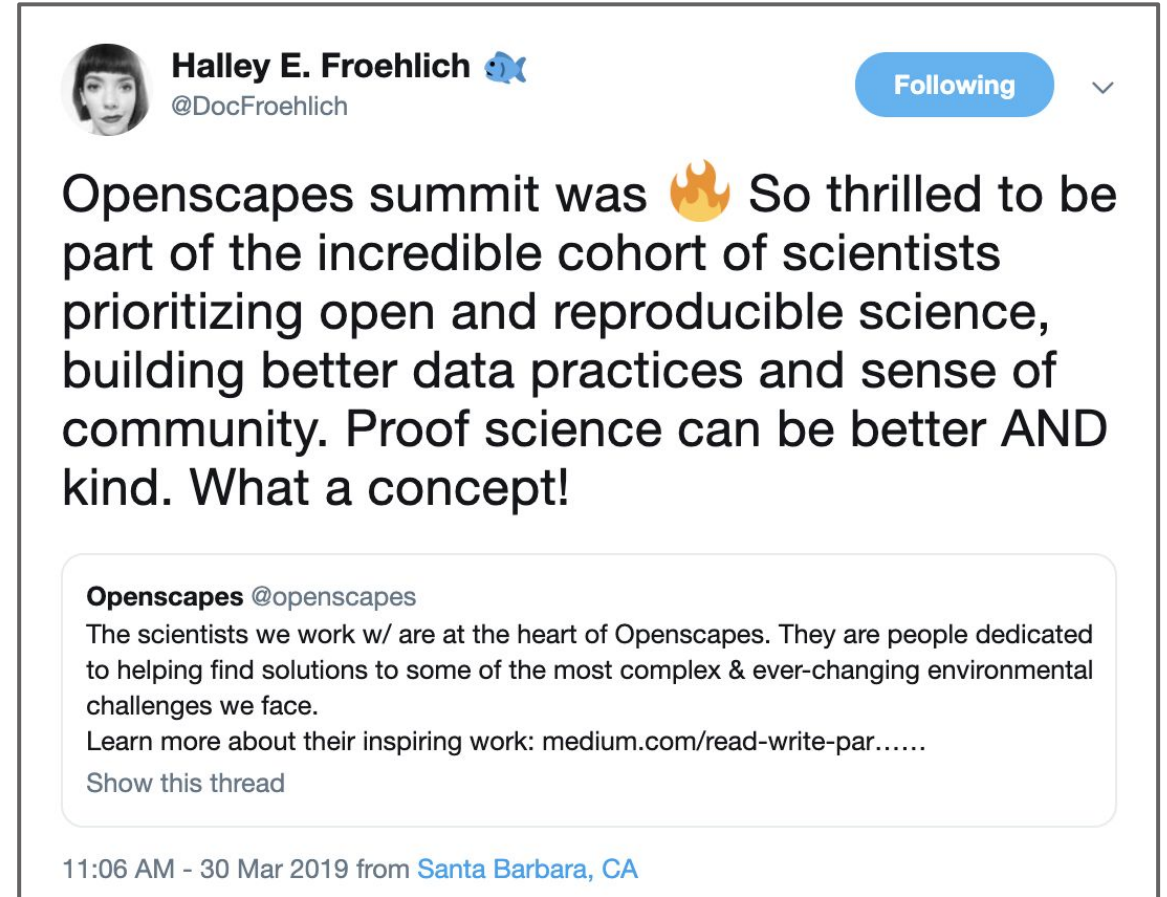 Halley E. Froehlich 🐟
@DocFroehlich
Following
Openscapes summit was 🔥 So thrilled to be
part of the incredible cohort of scientists
prioritizing open and reproducible science,
building better data practices and sense of
community. Proof science can be better AND
kind. What a concept!
Openscapes @openscapes
The scientists we work w/ are at the heart of Openscapes. They are people dedicated
to helping find solutions to some of the most complex & ever-changing environmental
challenges we face.
Learn more about their inspiring work: medium.com/read-write-par......
Show this thread
11:06 AM - 30 Mar 2019 from Santa Barbara, CA